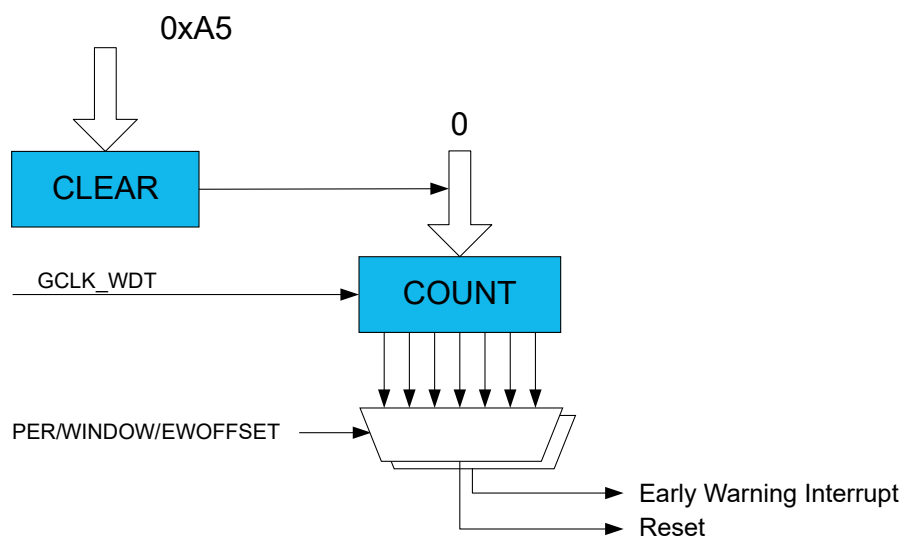 0xA5
0
CLEAR
GCLK_WDT
COUNT
PER/WINDOW/EWOFFSET
Early Warning Interrupt
Reset